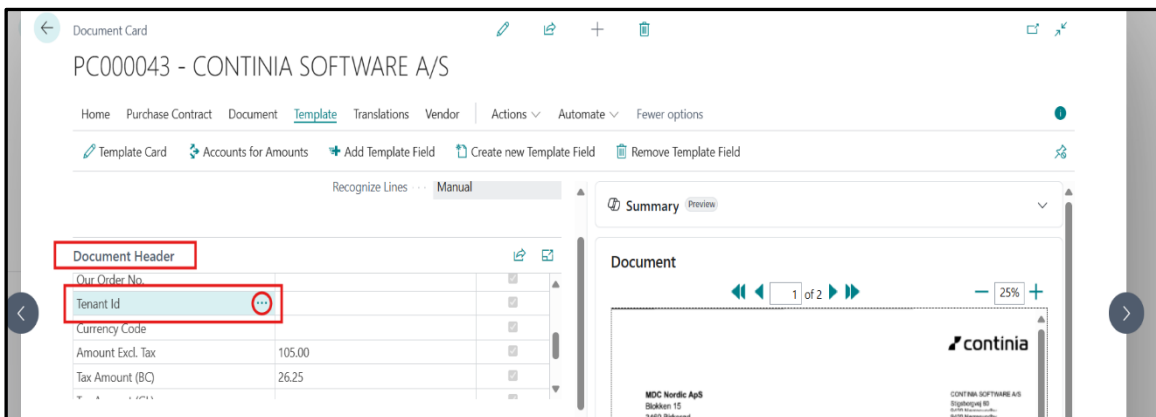 Document Card
PC000043 - CONTINIA SOFTWARE A/S
Home Purchase Contract Document Template Translations Vendor Actions Automate Fewer options
Template Card Accounts for Amounts Add Template Field Create new Template Field Remove Template Field
Recognize Lines Manual
Summary Preview
Document Header
Document
Our Order No.
Tenant Id
1 of 2 25%
Currency Code
Amount Excl. Tax 105.00
continia
Tax Amount (BC) 26.25
MDC Nordic ApS CONTINIA SOFTWARE A/S
Blokken 15